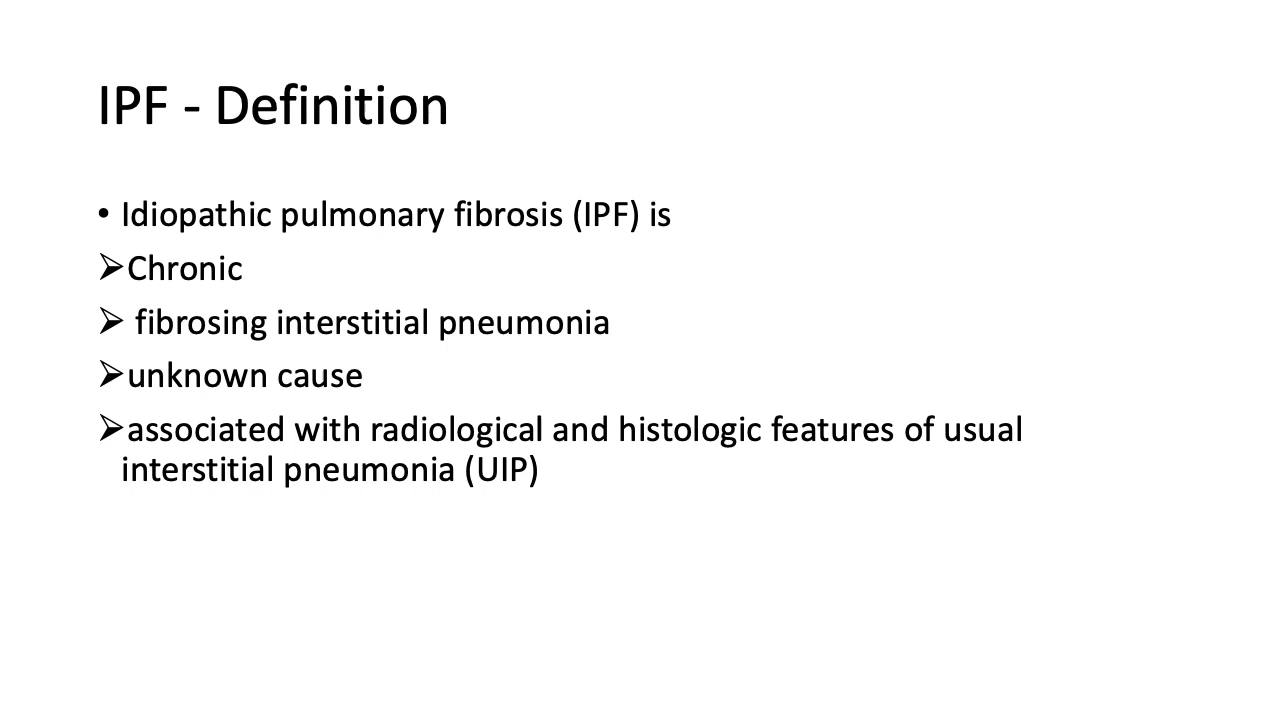 IPF - Definition
• Idiopathic pulmonary fibrosis (IPF) is
➢Chronic
➢ fibrosing interstitial pneumonia
➢unknown cause
➢associated with radiological and histologic features of usual
interstitial pneumonia (UIP)